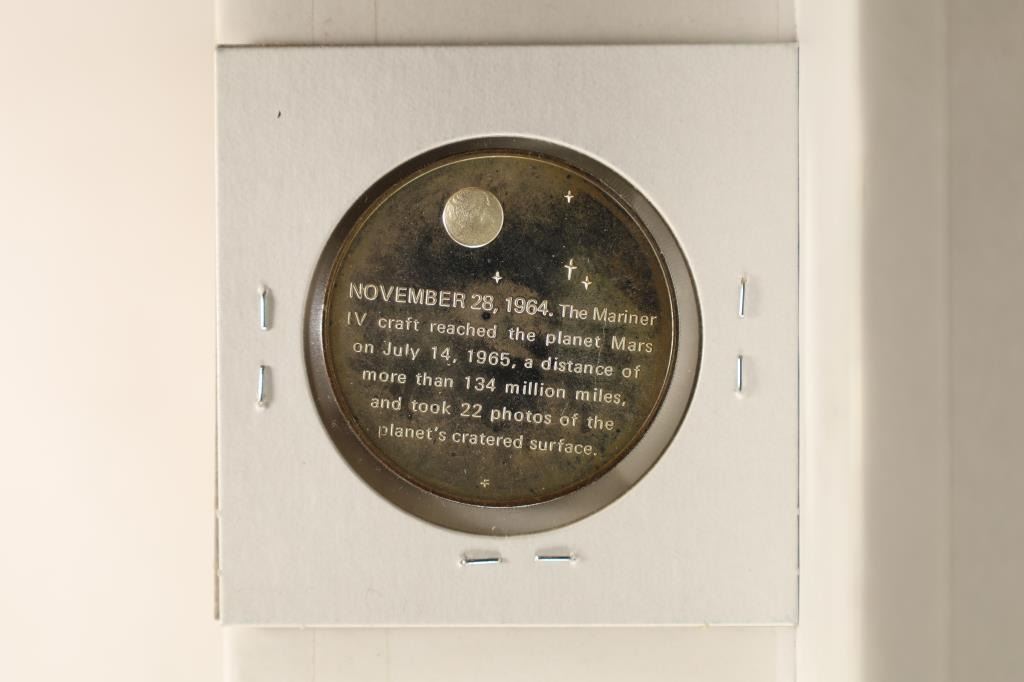 NOVEMBER 28, 1964. The Mariner
IV craft reached the planet Mars
on July 14, 1965, a distance of
more than 134 million miles,
and took 22 photos of the
planet's cratered surface.